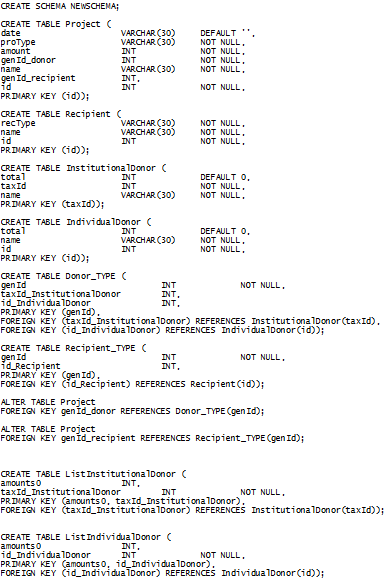 CREATE SCHEMA NEWSCHEMA;
CREATE TABLE Project (
date VARCHAR(30) DEFAULT '',
proType VARCHAR(30) NOT NULL,
amount INT NOT NULL,
genId_donor INT NOT NULL,
name VARCHAR(30) NOT NULL,
genId_recipient INT,
id INT NOT NULL,
PRIMARY KEY (id));
CREATE TABLE Recipient (
recType VARCHAR(30) NOT NULL,
name VARCHAR(30) NOT NULL,
id INT NOT NULL,
PRIMARY KEY (id));
CREATE TABLE InstitutionalDonor (
total INT DEFAULT 0,
taxId INT NOT NULL,
name VARCHAR(30) NOT NULL,
PRIMARY KEY (taxId));
CREATE TABLE IndividualDonor (
total INT DEFAULT 0,
name VARCHAR(30) NOT NULL,
id INT NOT NULL,
PRIMARY KEY (id));
CREATE TABLE Donor_TYPE (
genId INT NOT NULL,
taxId_InstitutionalDonor INT,
id_IndividualDonor INT,
PRIMARY KEY (genId),
FOREIGN KEY (taxId_InstitutionalDonor) REFERENCES InstitutionalDonor(taxId),
FOREIGN KEY (id_IndividualDonor) REFERENCES IndividualDonor(id));
CREATE TABLE Recipient_TYPE (
genId INT NOT NULL,
id_Recipient INT,
PRIMARY KEY (genId),
FOREIGN KEY (id_Recipient) REFERENCES Recipient(id));
ALTER TABLE Project
FOREIGN KEY genId_donor REFERENCES Donor_TYPE(genId);
ALTER TABLE Project
FOREIGN KEY genId_recipient REFERENCES Recipient_TYPE(genId);
CREATE TABLE ListInstitutionalDonor (
amounts0 INT,
taxId_InstitutionalDonor INT NOT NULL,
PRIMARY KEY (amounts0, taxId_InstitutionalDonor),
FOREIGN KEY (taxId_InstitutionalDonor) REFERENCES InstitutionalDonor(taxId));
CREATE TABLE ListIndividualDonor (
amounts0 INT,
id_IndividualDonor INT NOT NULL,
PRIMARY KEY (amounts0, id_IndividualDonor),
FOREIGN KEY (id_IndividualDonor) REFERENCES IndividualDonor(id));